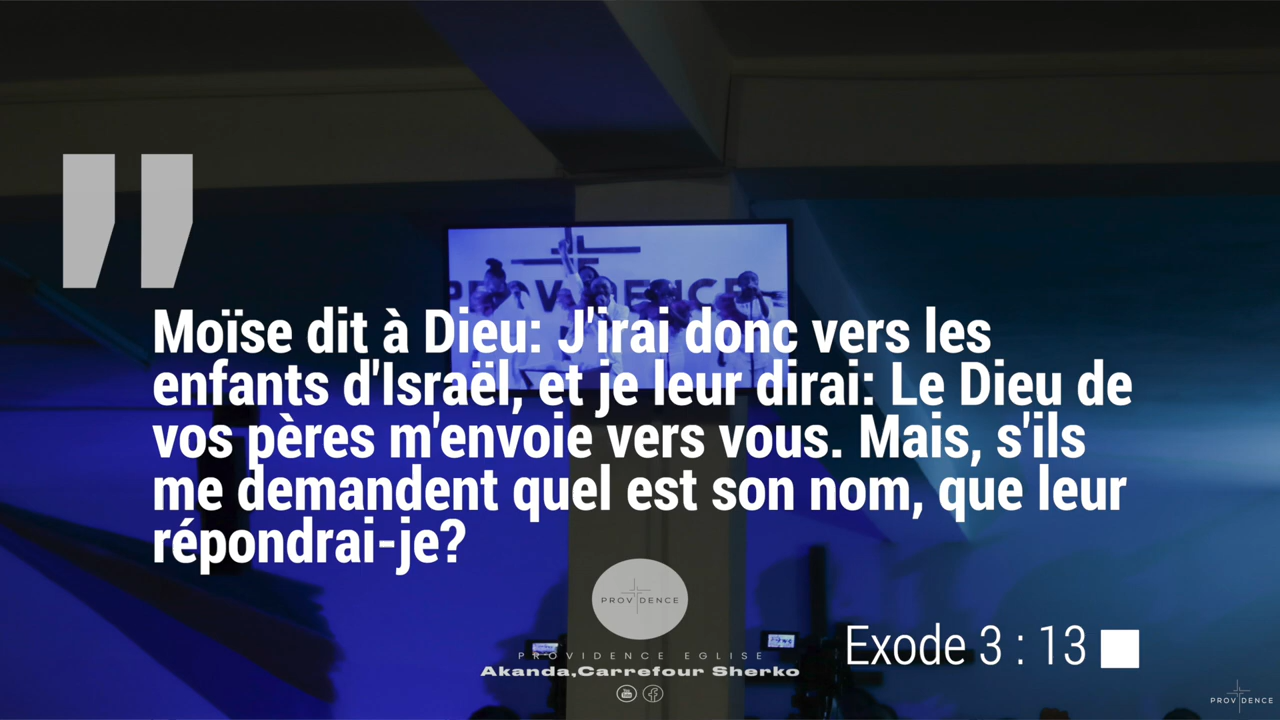 "
PROVIDENCE
Moïse dit à Dieu: J'irai donc vers les
enfants d'Israël, et je leur dirai: Le Dieu de
vos pères m'envoie vers vous. Mais, s'ils
me demandent quel est son nom, que leur
répondrai-je?
PROVIDENCE
Exode 3 : 13
PROVIDENCE EGLISE
Akanda,Carrefour Sherko
PROVIDENCE